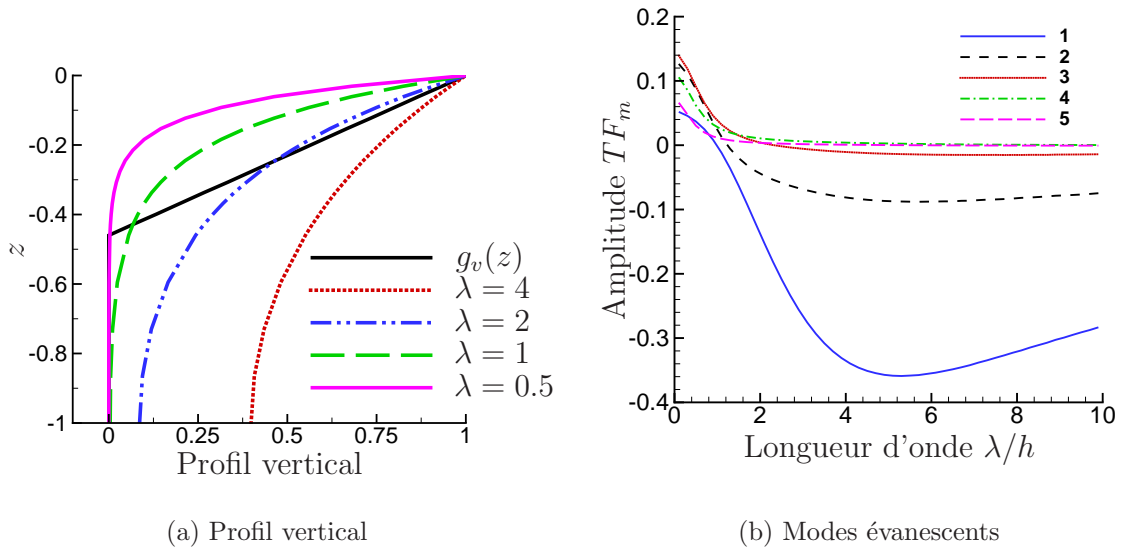 0
-0.2
-0.4
-0.6
-0.8
-1
z
0
0.25
0.5
0.75
1
Profil vertical
g_v(z)
λ = 4
λ = 2
λ = 1
λ = 0.5
(a) Profil vertical
0.2
0.1
0
-0.1
-0.2
-0.3
-0.4
Amplitude TF_m
0
2
4
6
8
10
Longueur d'onde λ/h
1
2
3
4
5
(b) Modes évanescents